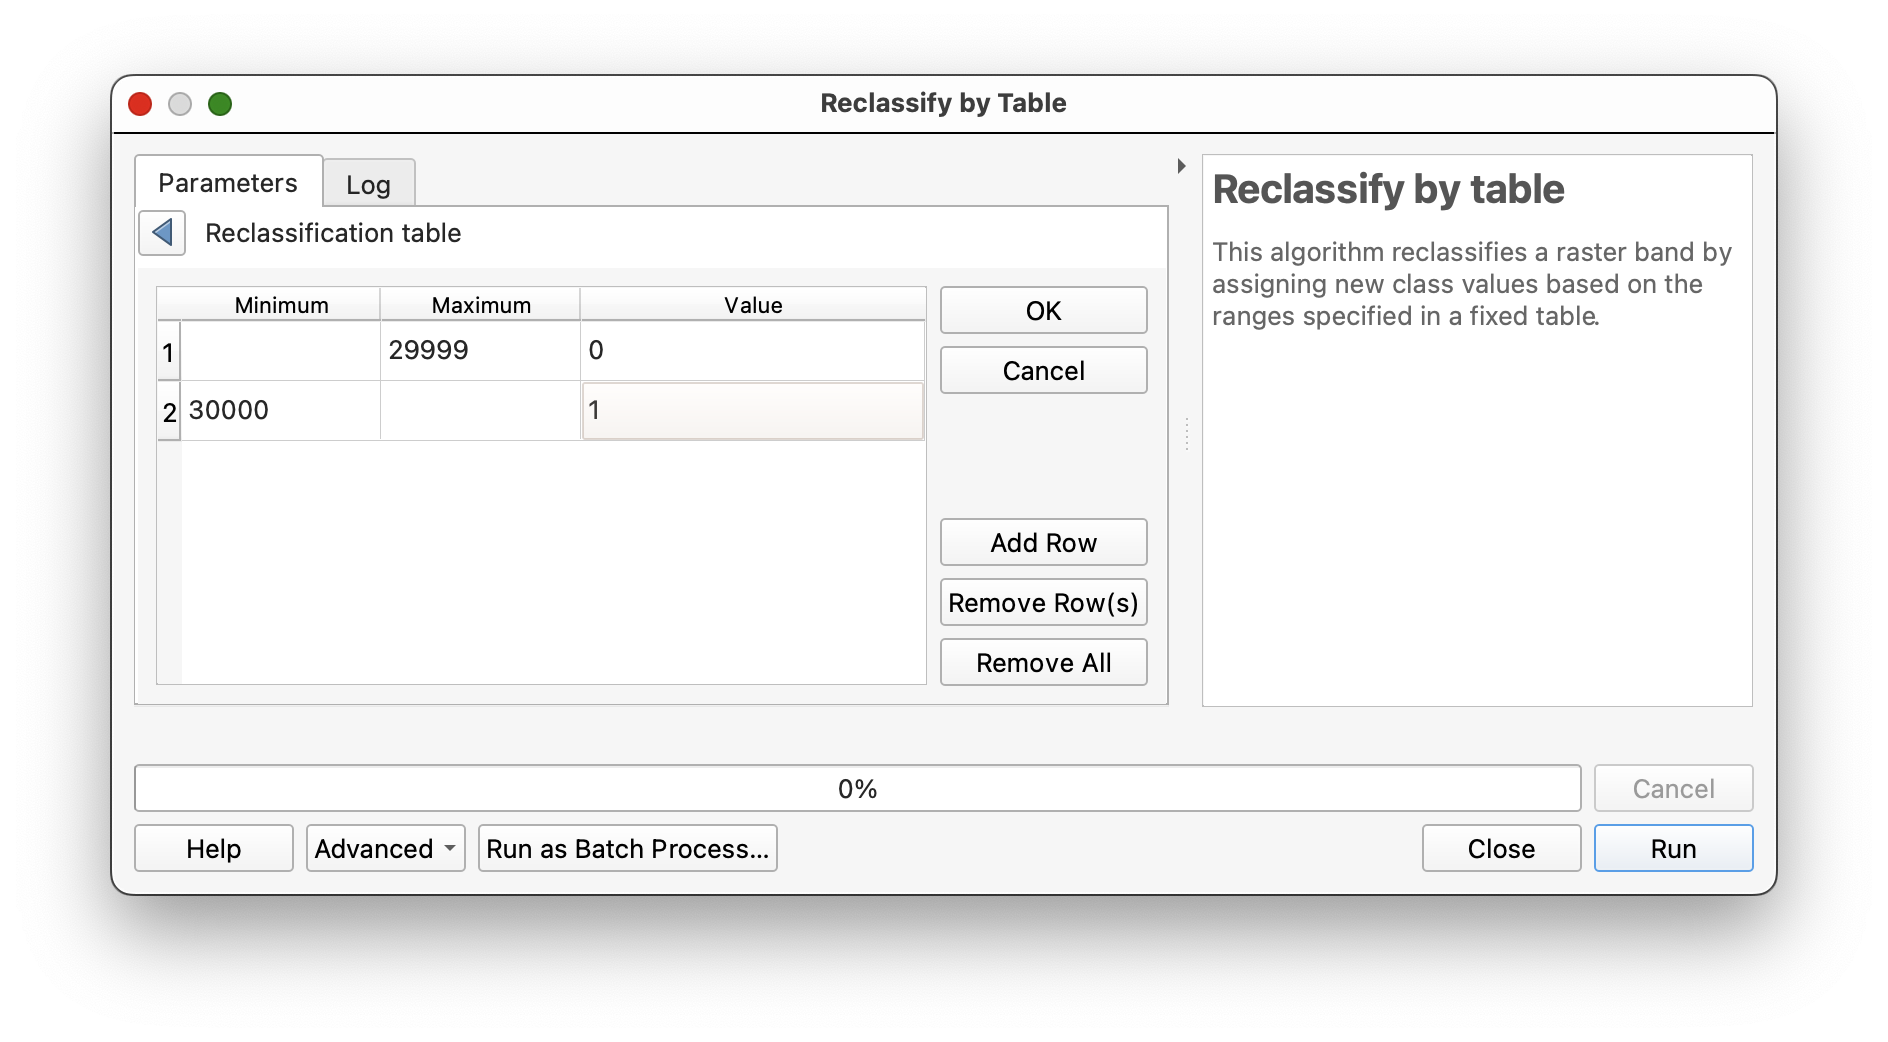 Reclassify by Table
Parameters
Log
Reclassification table
Minimum Maximum Value
1 29999 0
2 30000 1
OK
Cancel
Add Row
Remove Row(s)
Remove All
Reclassify by table
This algorithm reclassifies a raster band by
assigning new class values based on the
ranges specified in a fixed table.
0%
Cancel
Help
Advanced
Run as Batch Process...
Close
Run